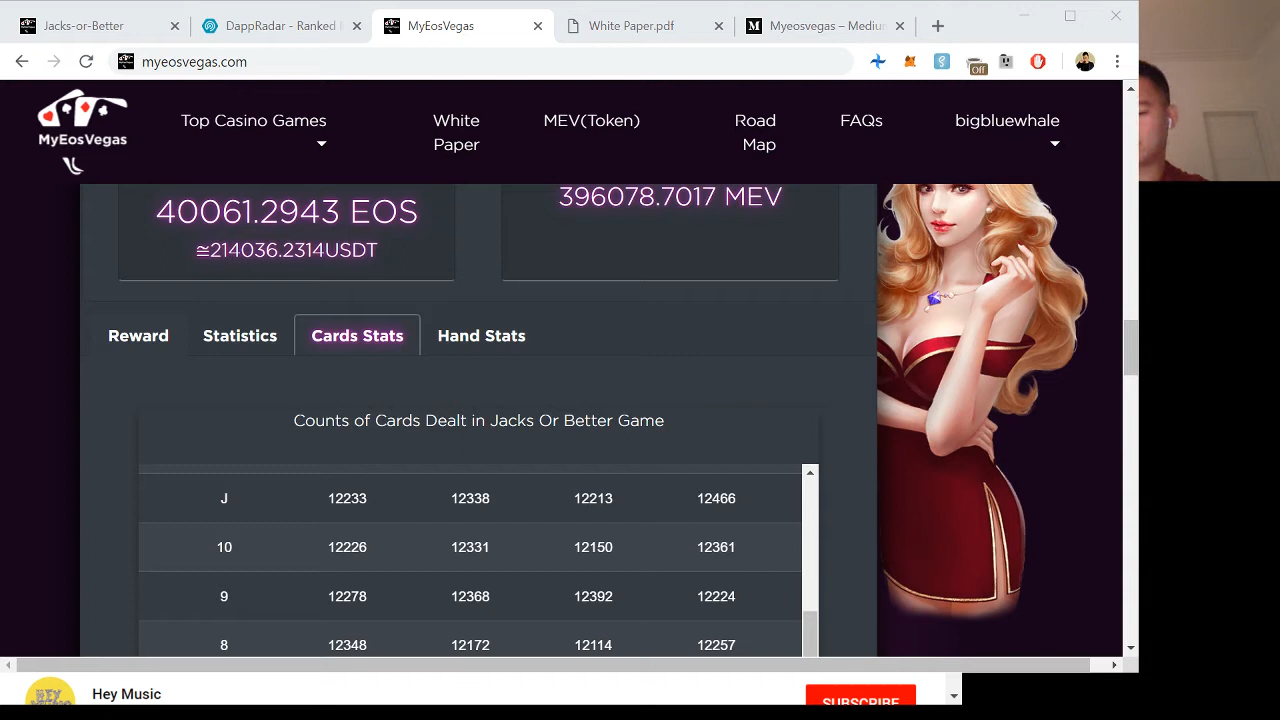 Jacks-or-Better
DappRadar - Ranked
MyEosVegas
White Paper.pdf
Myeosvegas – Medium
myeosvegas.com
Off
MyEosVegas
Top Casino Games
White
Paper
MEV(Token)
Road
Map
FAQs
bigbluewhale
40061.2943 EOS
≅214036.2314USDT
396078.7017 MEV
Reward
Statistics
Cards Stats
Hand Stats
Counts of Cards Dealt in Jacks Or Better Game
J 12233 12338 12213 12466
10 12226 12331 12150 12361
9 12278 12368 12392 12224
8 12348 12172 12114 12257
HEY
Hey Music
SUBSCRIBE